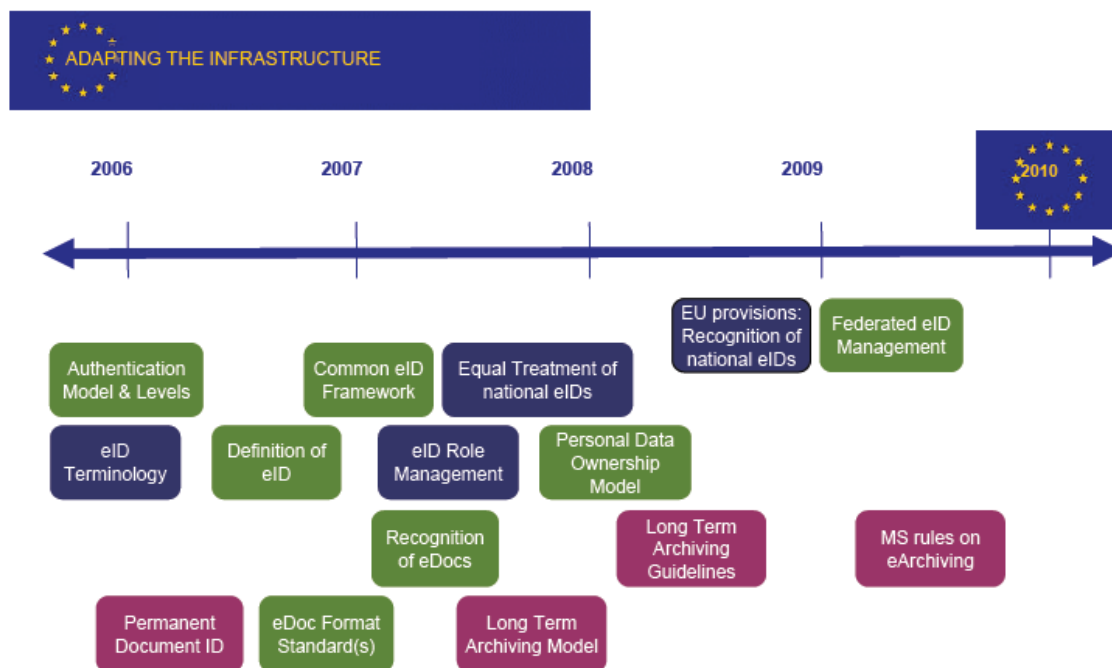 ADAPTING THE INFRASTRUCTURE
2006
2007
2008
2009
2010
EU provisions:
Recognition of
national eIDs
Federated eID
Management
Authentication
Model & Levels
Common eID
Framework
Equal Treatment of
national eIDs
eID
Terminology
Definition of
eID
eID Role
Management
Personal Data
Ownership
Model
Recognition
of eDocs
Long Term
Archiving
Guidelines
MS rules on
eArchiving
Permanent
Document ID
eDoc Format
Standard(s)
Long Term
Archiving Model